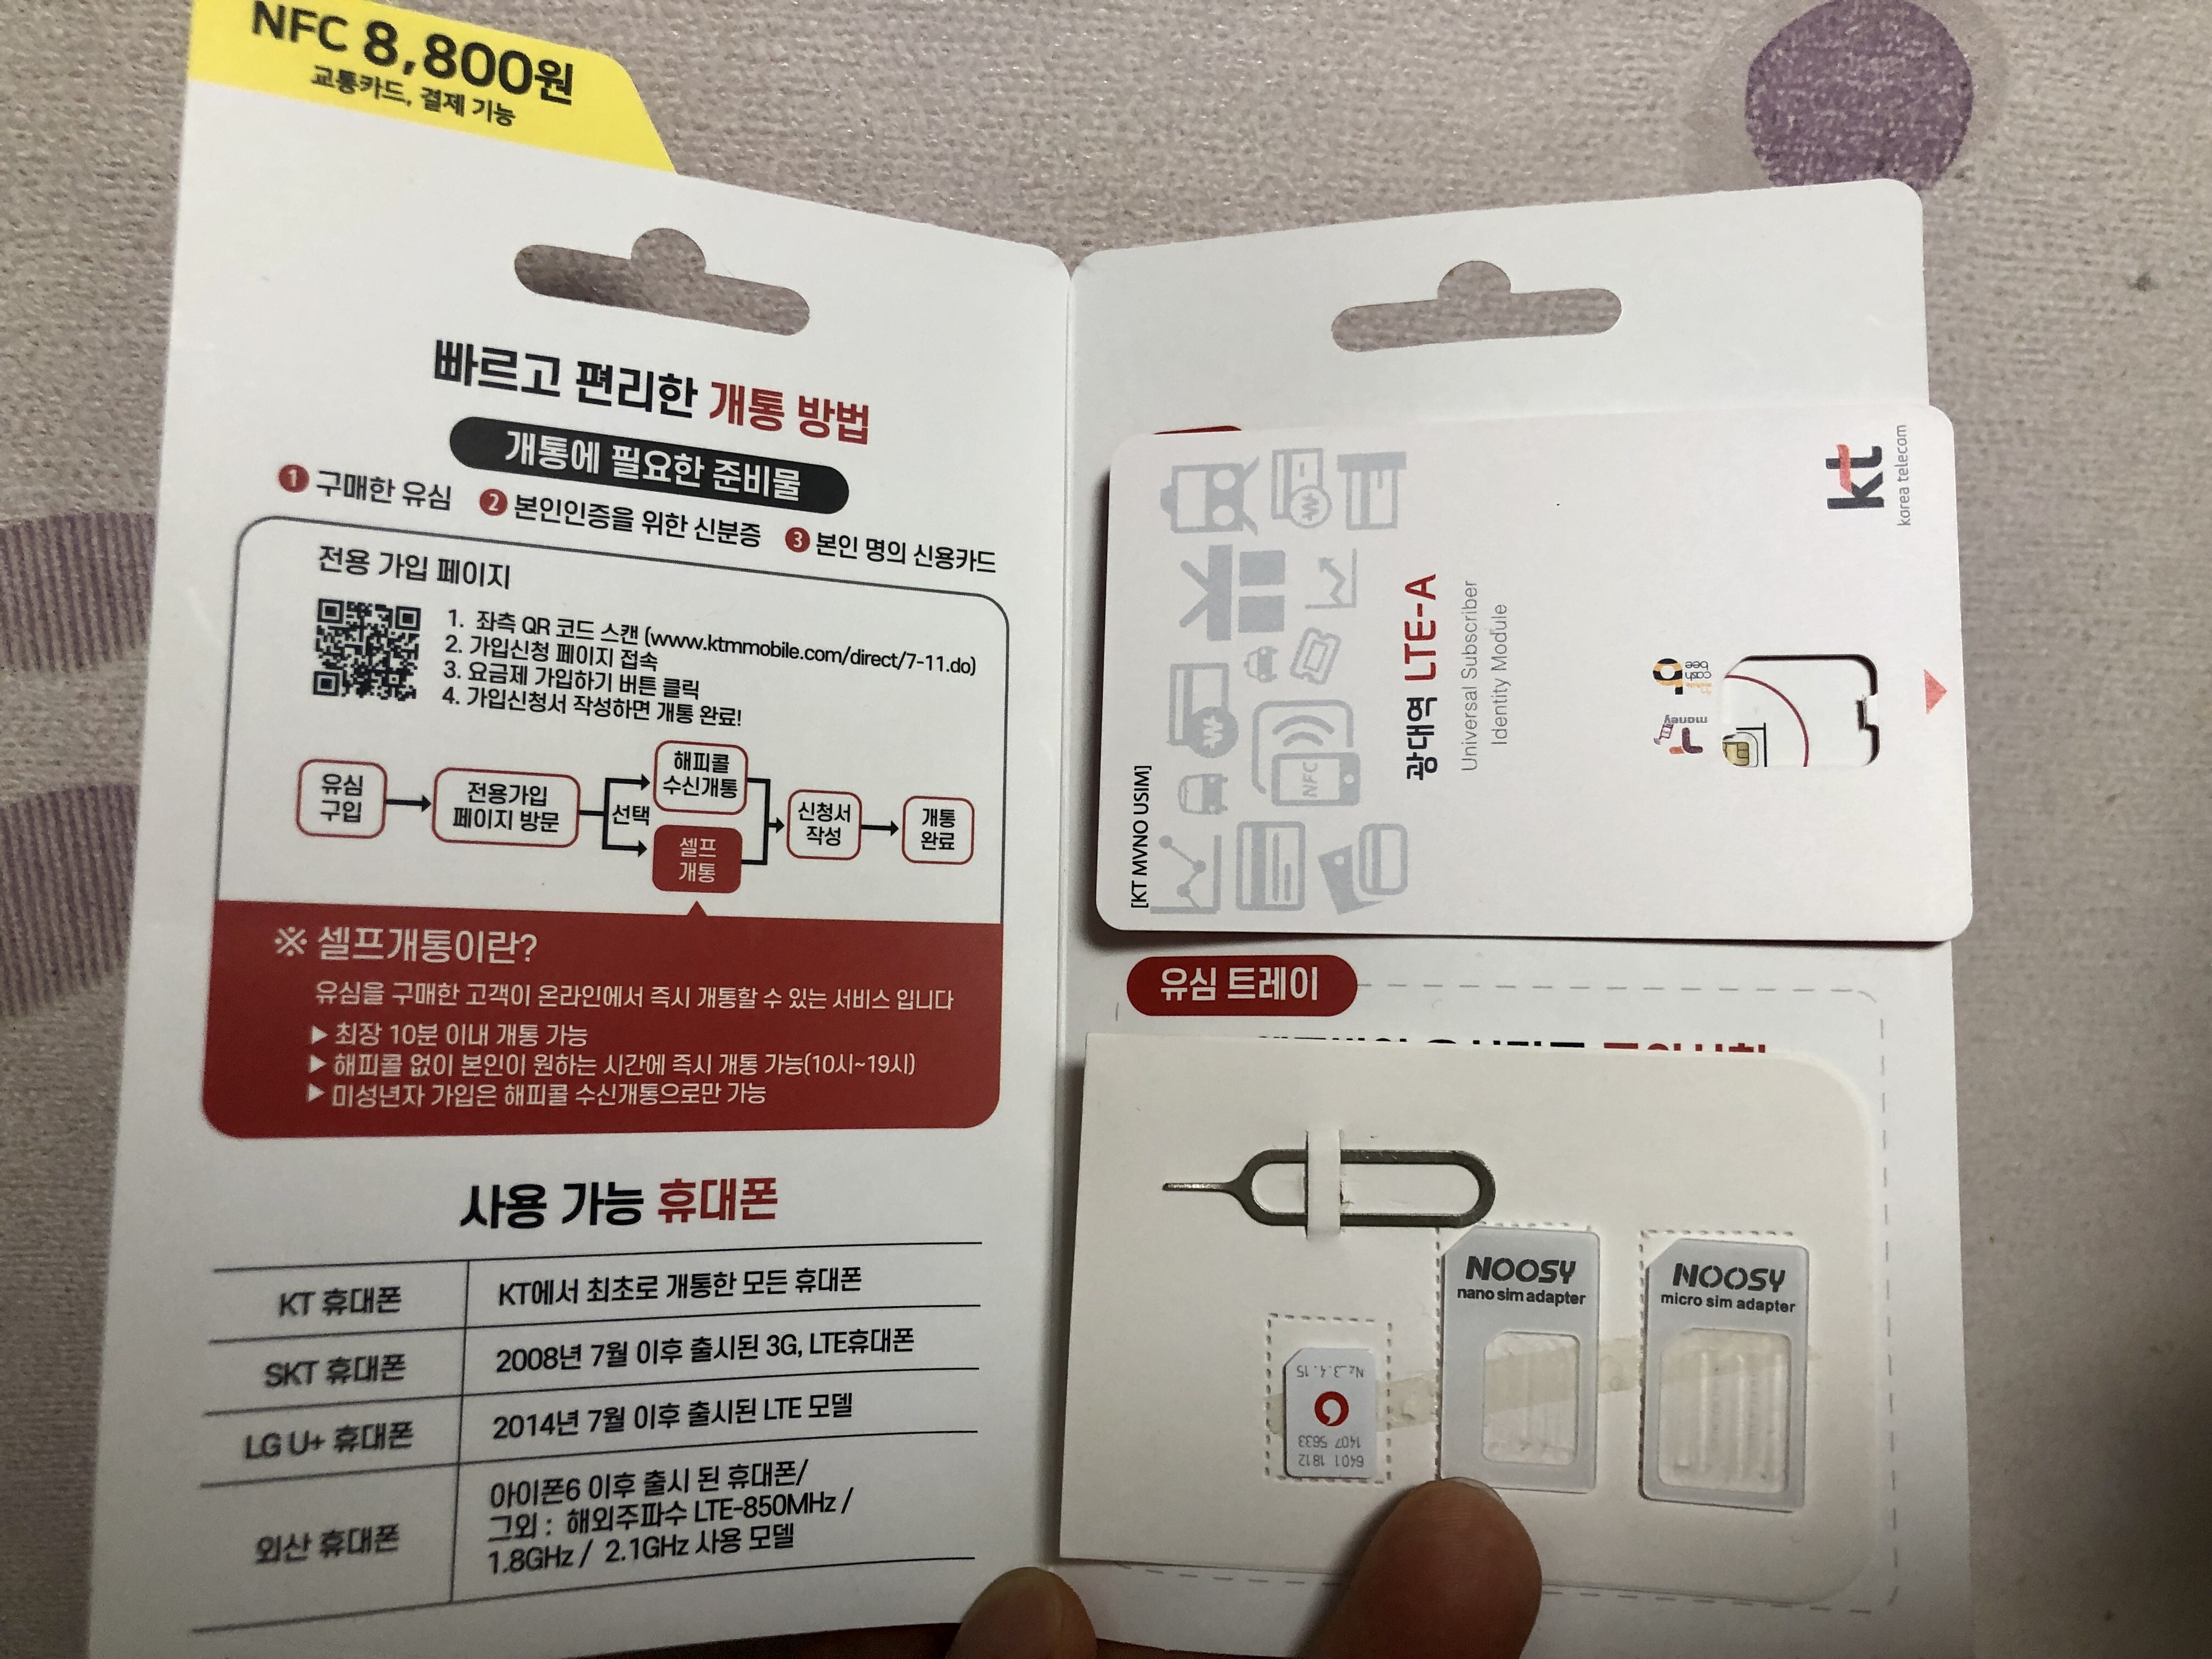 NFC 8,800원
교통카드, 결제 기능
빠르고 편리한 개통 방법
개통에 필요한 준비물
1 구매한 유심 2 본인인증을 위한 신분증 3 본인 명의 신용카드
전용 가입 페이지
1. 좌측 QR 코드 스캔 (www.ktmmobile.com/direct/7-11.do)
2. 가입신청 페이지 접속
3. 요금제 가입하기 버튼 클릭
4. 가입신청서 작성하면 개통 완료!
유심
구입
전용가입
페이지 방문
선택
해피콜
수신개통
셀프
개통
신청서
작성
개통
완료
※ 셀프개통이란?
유심을 구매한 고객이 온라인에서 즉시 개통할 수 있는 서비스 입니다
▶ 최장 10분 이내 개통 가능
▶ 해피콜 없이 본인이 원하는 시간에 즉시 개통 가능(10시~19시)
▶ 미성년자 가입은 해피콜 수신개통으로만 가능
사용 가능 휴대폰
KT 휴대폰 KT에서 최초로 개통한 모든 휴대폰
SKT 휴대폰 2008년 7월 이후 출시된 3G, LTE휴대폰
LG U+ 휴대폰 2014년 7월 이후 출시된 LTE 모델
외산 휴대폰 아이폰6 이후 출시 된 휴대폰/
그외 : 해외주파수 LTE-850MHz /
1.8GHz / 2.1GHz 사용 모델
[KT MVNO USIM]
NFC
광대역 LTE-A
Universal Subscriber
Identity Module
money
cash
bee
kt
korea telecom
유심 트레이
NOOSY
nano sim adapter
NOOSY
micro sim adapter
6401 1812
1407 5633
Nz_3.4.15